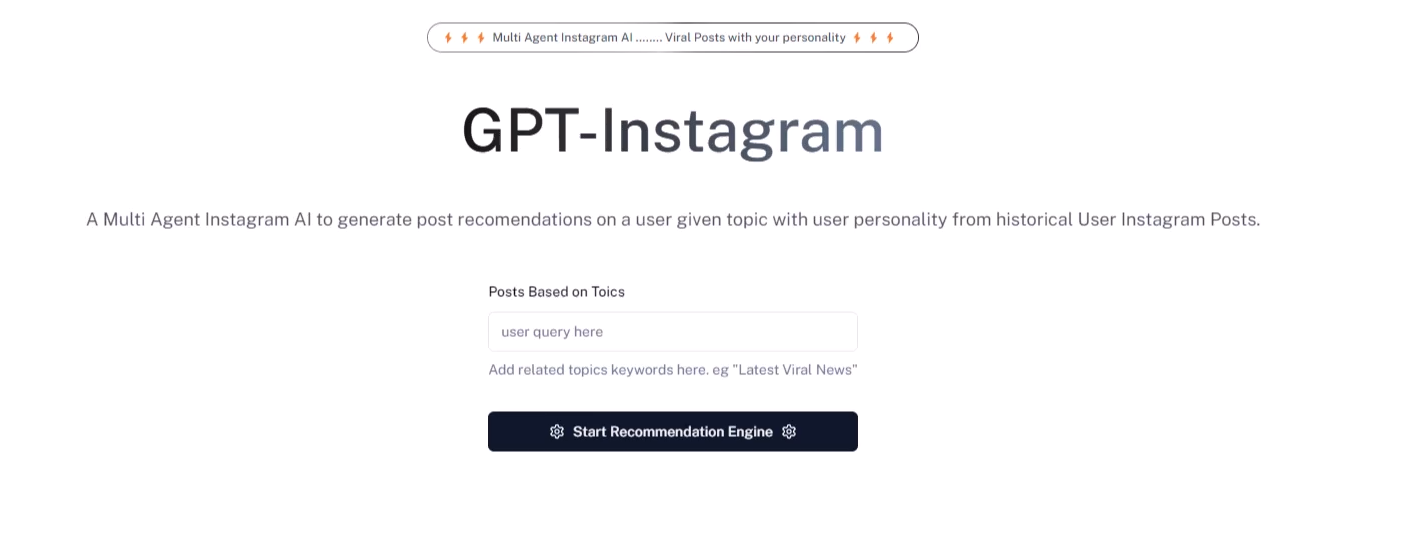 Multi Agent Instagram AI ........ Viral Posts with your personality
GPT-Instagram
A Multi Agent Instagram AI to generate post recomendations on a user given topic with user personality from historical User Instagram Posts.
Posts Based on Toics
user query here
Add related topics keywords here. eg "Latest Viral News"
Start Recommendation Engine